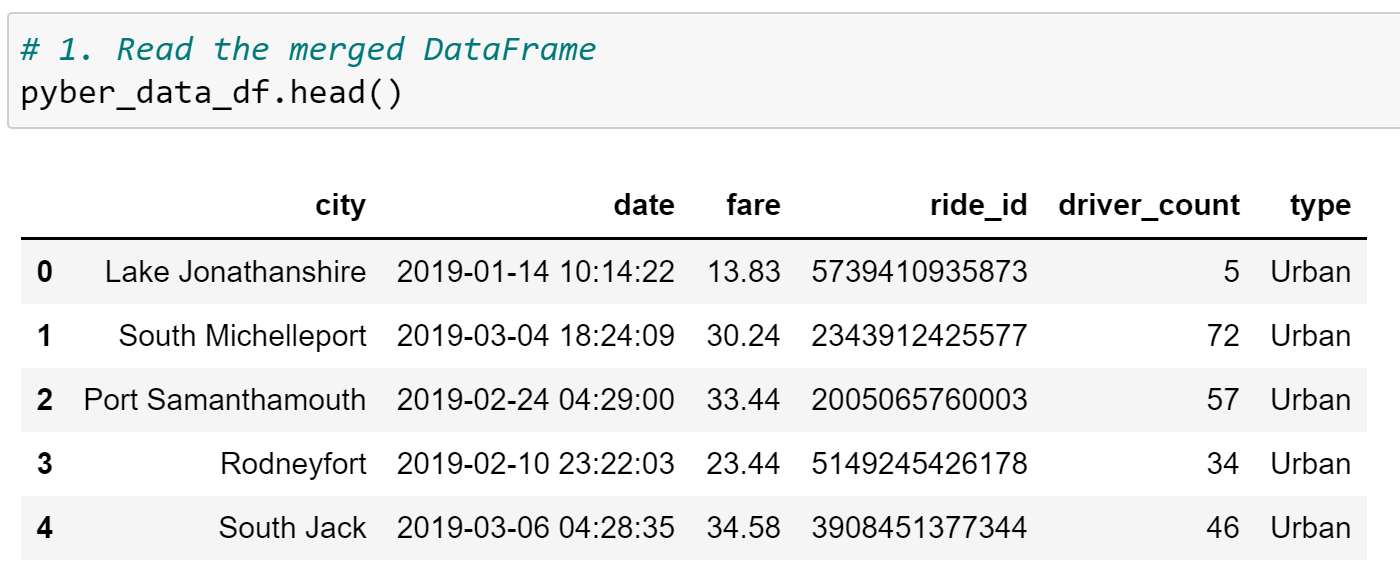 # 1. Read the merged DataFrame
pyber_data_df.head()
city date fare ride_id driver_count type
0 Lake Jonathanshire 2019-01-14 10:14:22 13.83 5739410935873 5 Urban
1 South Michelleport 2019-03-04 18:24:09 30.24 2343912425577 72 Urban
2 Port Samanthamouth 2019-02-24 04:29:00 33.44 2005065760003 57 Urban
3 Rodneyfort 2019-02-10 23:22:03 23.44 5149245426178 34 Urban
4 South Jack 2019-03-06 04:28:35 34.58 3908451377344 46 Urban